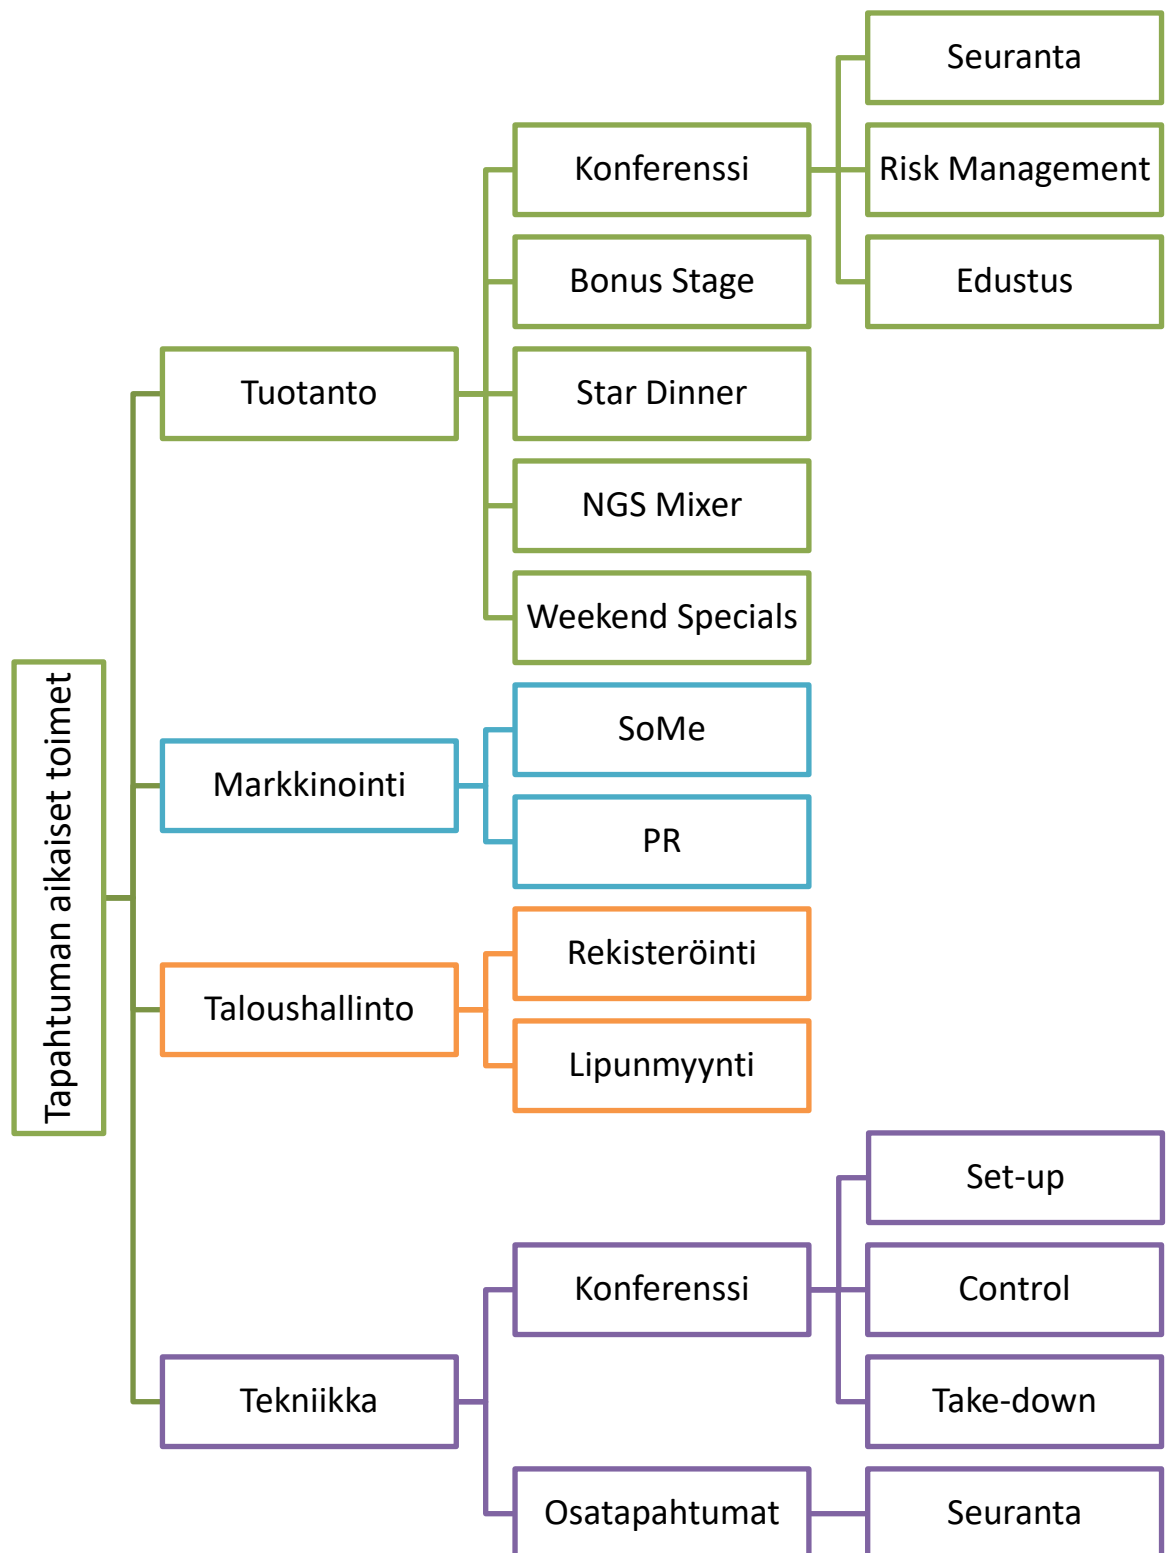 Tapahtuman aikaiset toimet
Tuotanto
Konferenssi
Seuranta
Risk Management
Edustus
Bonus Stage
Star Dinner
NGS Mixer
Weekend Specials
Markkinointi
SoMe
PR
Taloushallinto
Rekisteröinti
Lipunmyynti
Tekniikka
Konferenssi
Set-up
Control
Take-down
Osatapahtumat
Seuranta